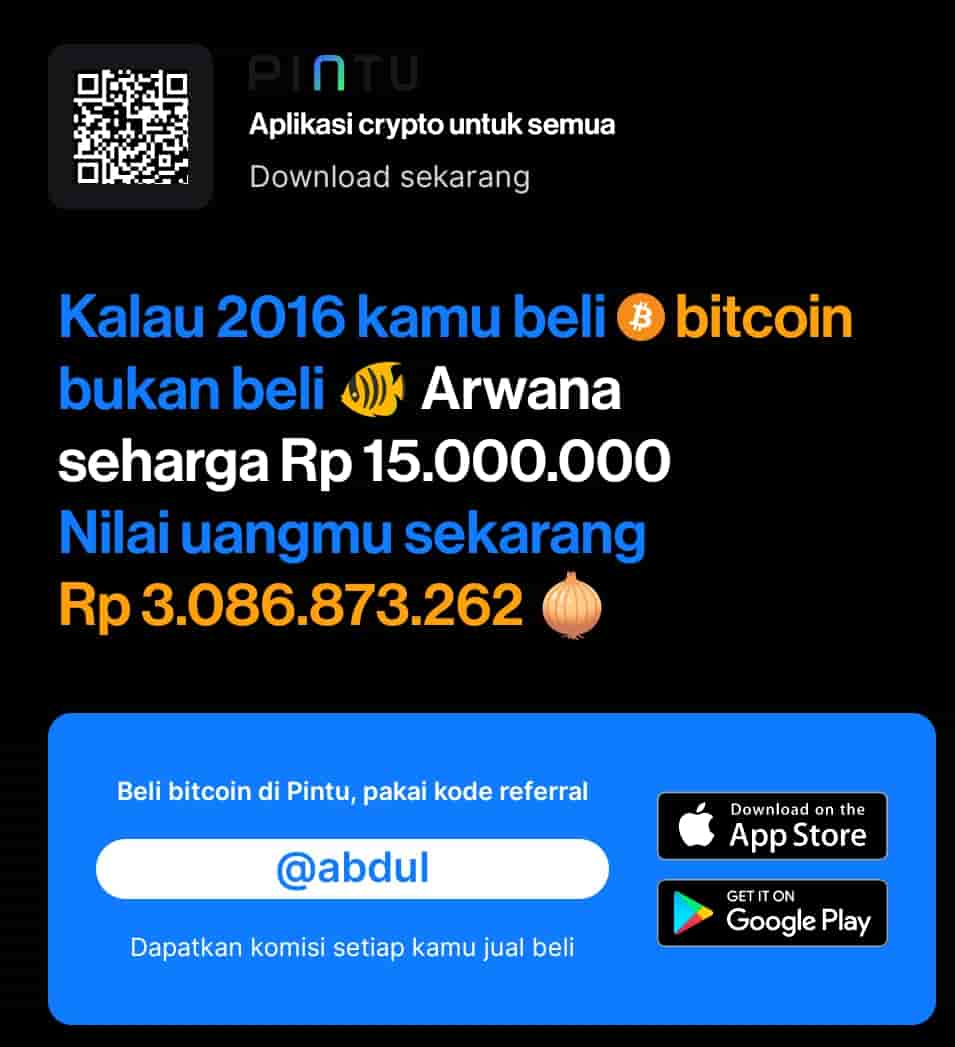 PINTU
Aplikasi crypto untuk semua
Download sekarang
Kalau 2016 kamu beli bitcoin
bukan beli Arwana
seharga Rp 15.000.000
Nilai uangmu sekarang
Rp 3.086.873.262
Beli bitcoin di Pintu, pakai kode referral
@abdul
Dapatkan komisi setiap kamu jual beli
Download on the
App Store
GET IT ON
Google Play